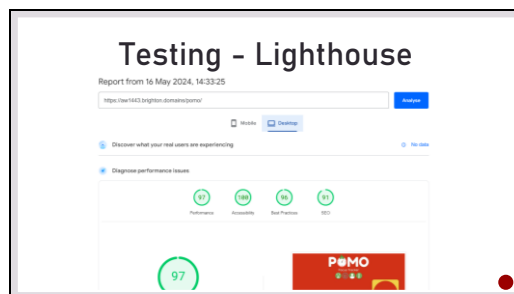 Testing - Lighthouse
Report from 16 May 2024, 14:33:25
https://aw1443.brighton.domains/pomo/
Analyse
Mobile
Desktop
Discover what your real users are experiencing
No data
Diagnose performance issues
97
100
96
91
Performance
Accessibility
Best Practices
SEO
97
POMO